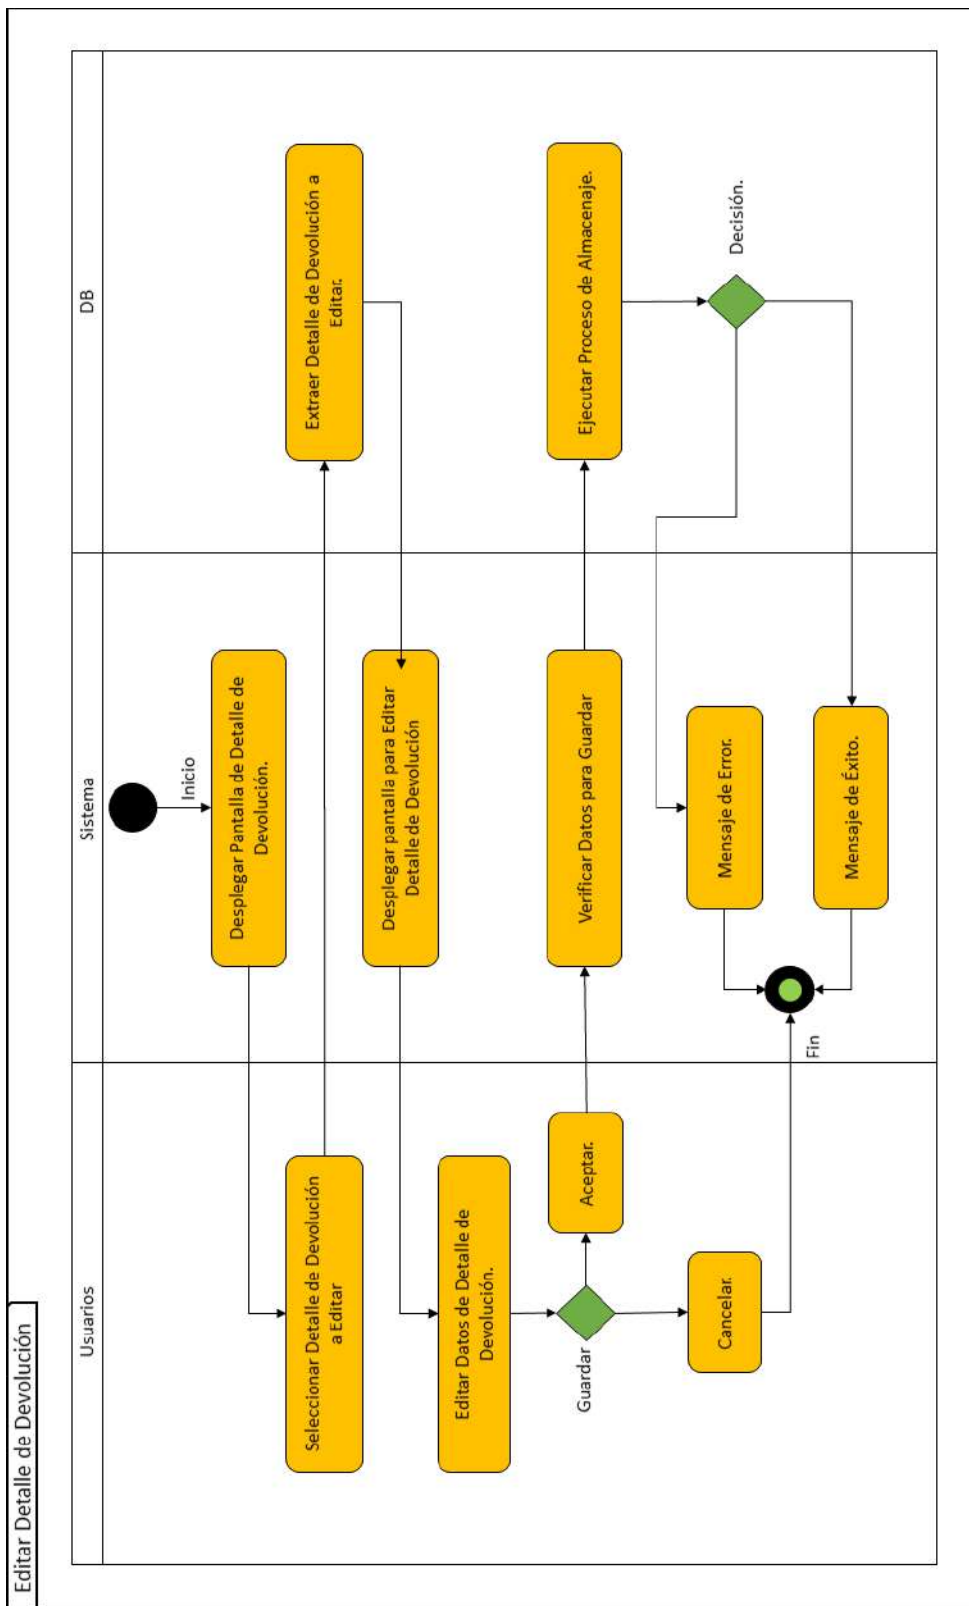 Editar Detalle de Devolución
Usuarios
Sistema
DB
Inicio
Desplegar Pantalla de Detalle de
Devolución.
Seleccionar Detalle de Devolución
a Editar
Extraer Detalle de Devolución a
Editar.
Desplegar pantalla para Editar
Detalle de Devolución
Editar Datos de Detalle de
Devolución.
Guardar
Aceptar.
Verificar Datos para Guardar
Ejecutar Proceso de Almacenaje.
Decisión.
Cancelar.
Mensaje de Error.
Mensaje de Éxito.
Fin